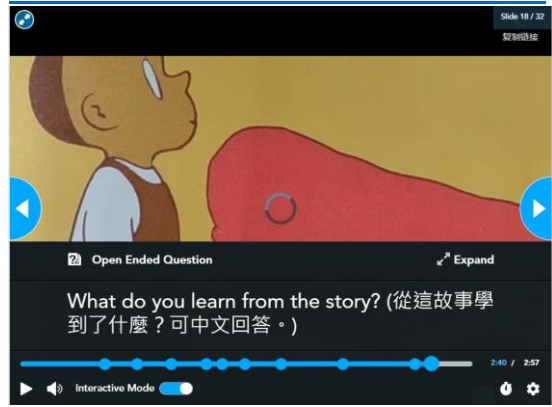 Slide 18 / 32
复制链接
Open Ended Question
Expand
What do you learn from the story? (從這故事學
到了什麼？可中文回答。)
2:40 / 2:57
Interactive Mode